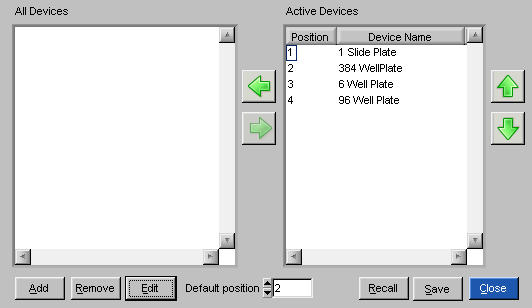 All Devices
Active Devices
Position Device Name
1 1 Slide Plate
2 384 WellPlate
3 6 Well Plate
4 96 Well Plate
Add Remove Edit Default position 2 Recall Save Close